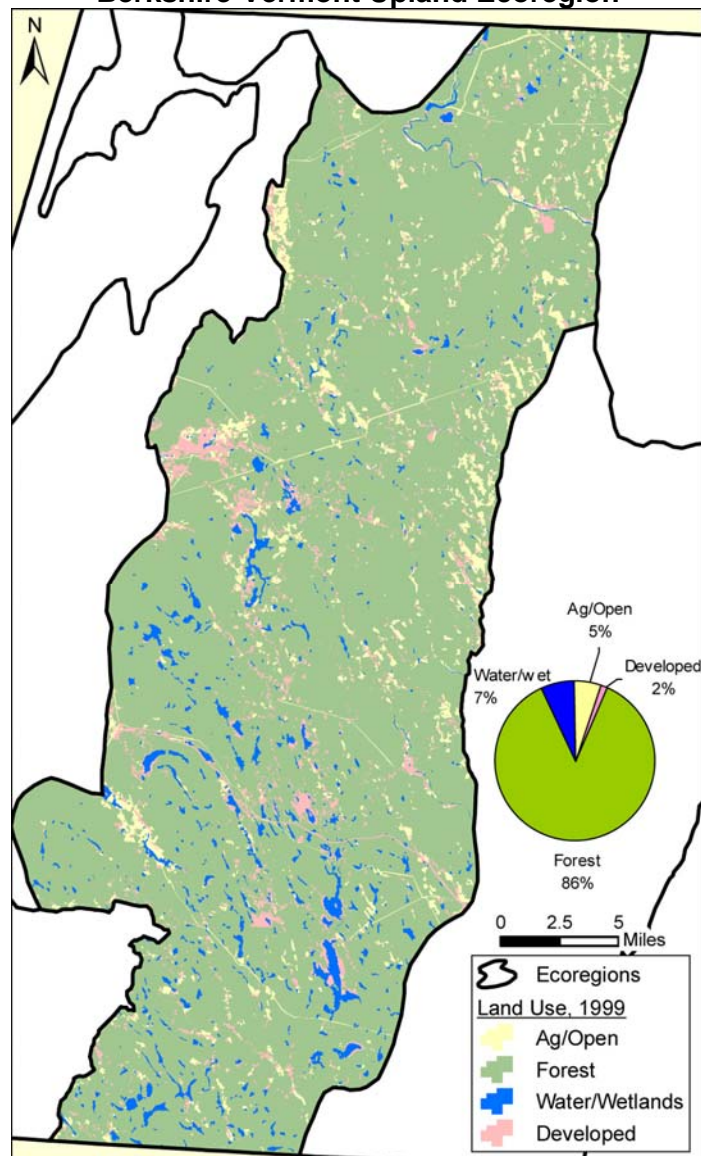 Berkshire-Vermont Upland Ecoregion
N
Ag/Open
5%
Water/wet
7%
Developed
2%
Forest
86%
0 2.5 5
Miles
Ecoregions
Land Use, 1999
Ag/Open
Forest
Water/Wetlands
Developed